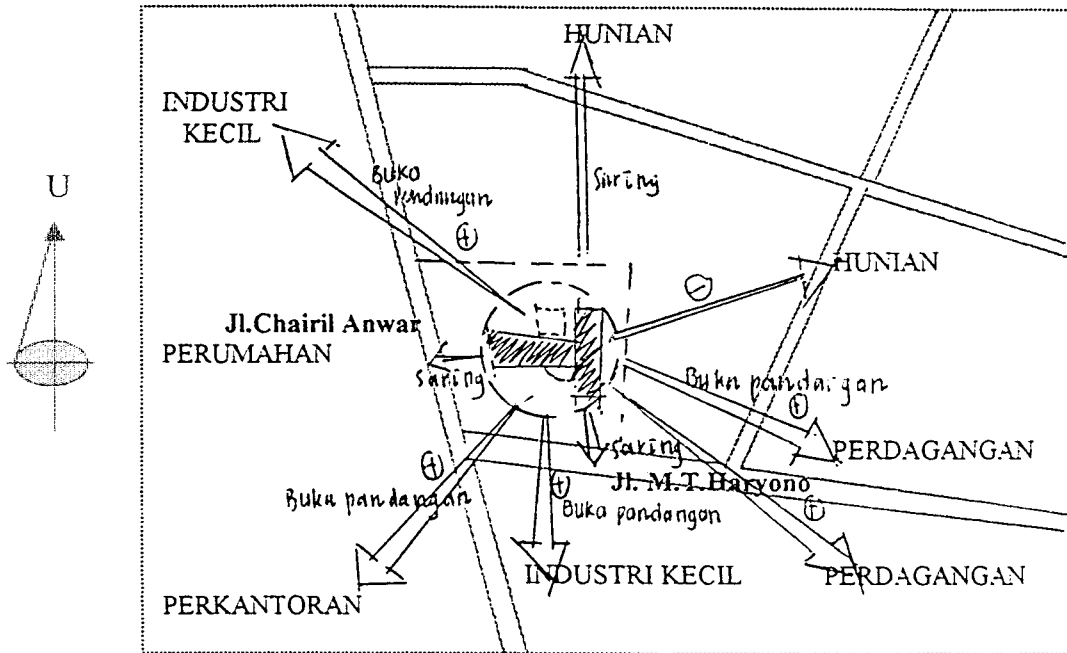 HUNIAN
INDUSTRI
KECIL
U
Buka
Pandangan
+
Saring
HUNIAN
−
Jl.Chairil Anwar
PERUMAHAN
Saring
Buka pandangan
+
PERDAGANGAN
Saring
+
Jl. M.T.Haryono
Buka pandangan
+
Buka pandangan
+
INDUSTRI KECIL
PERDAGANGAN
PERKANTORAN